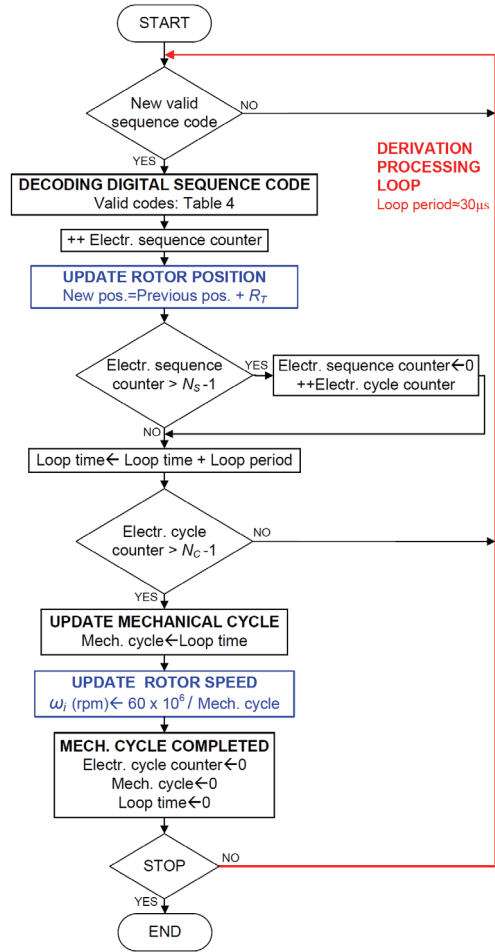 START
New valid
sequence code
NO
YES
DERIVATION
PROCESSING
LOOP
Loop period≈30µs
DECODING DIGITAL SEQUENCE CODE
Valid codes: Table 4
++ Electr. sequence counter
UPDATE ROTOR POSITION
New pos.=Previous pos. + R_T
Electr. sequence
counter > N_S -1
YES
Electr. sequence counter←0
++Electr. cycle counter
NO
Loop time← Loop time + Loop period
Electr. cycle
counter > N_C -1
NO
YES
UPDATE MECHANICAL CYCLE
Mech. cycle←Loop time
UPDATE ROTOR SPEED
ω_i (rpm)← 60 x 10^6 / Mech. cycle
MECH. CYCLE COMPLETED
Electr. cycle counter←0
Mech. cycle←0
Loop time←0
STOP
NO
YES
END